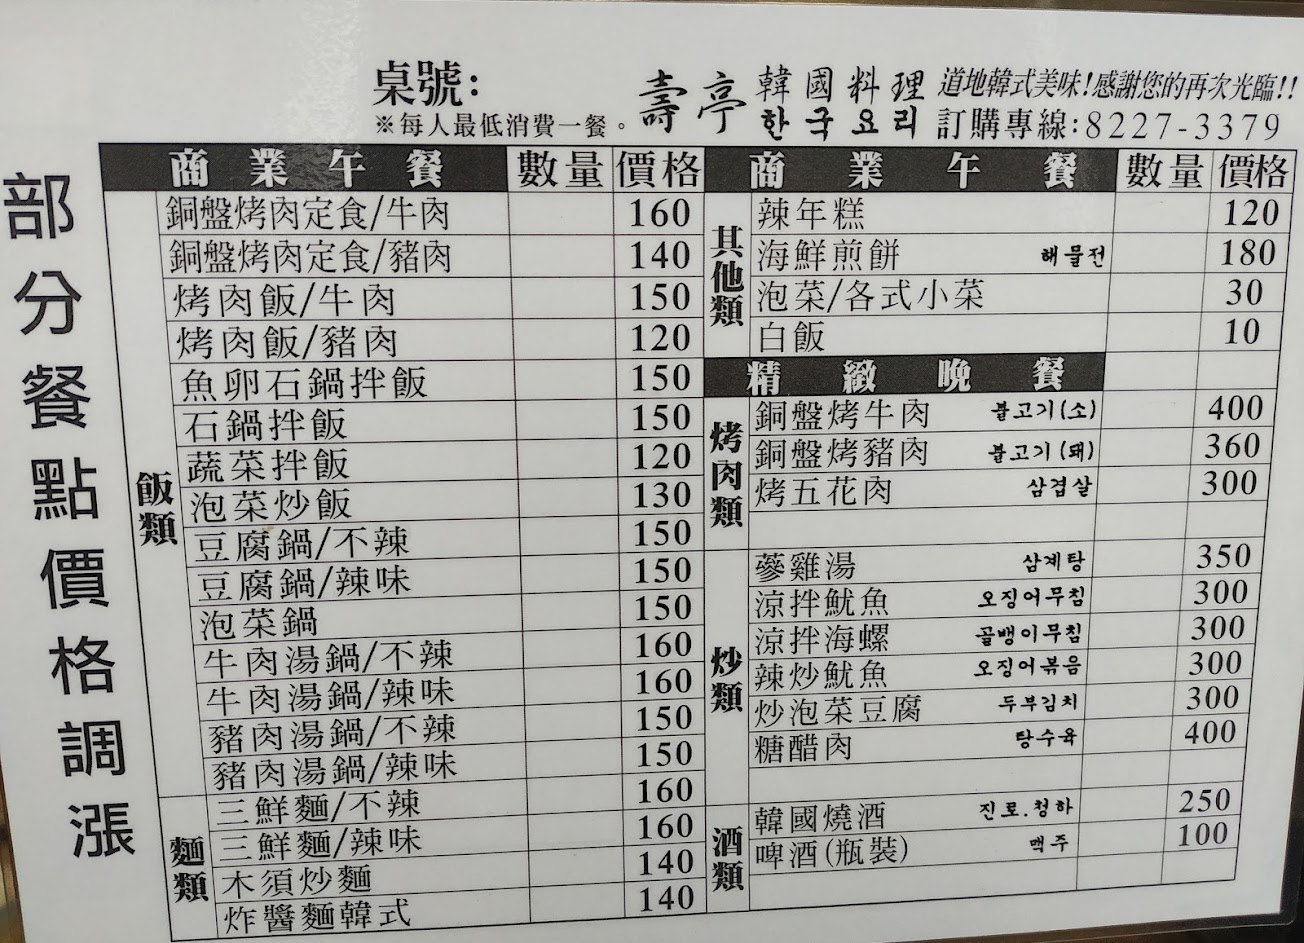 桌號:
※每人最低消費一餐。
壽亭 韓國料理
한국요리
道地韓式美味!感謝您的再次光臨!!
訂購專線:8227-3379
部分餐點價格調漲
商業午餐 數量 價格
飯類
銅盤烤肉定食/牛肉 160
銅盤烤肉定食/豬肉 140
烤肉飯/牛肉 150
烤肉飯/豬肉 120
魚卵石鍋拌飯 150
石鍋拌飯 150
蔬菜拌飯 120
泡菜炒飯 130
豆腐鍋/不辣 150
豆腐鍋/辣味 150
泡菜鍋 150
牛肉湯鍋/不辣 160
牛肉湯鍋/辣味 160
豬肉湯鍋/不辣 150
豬肉湯鍋/辣味 150
麵類
三鮮麵/不辣 160
三鮮麵/辣味 160
木須炒麵 140
炸醬麵韓式 140
商業午餐 數量 價格
其他類
辣年糕 120
海鮮煎餅 해물전 180
泡菜/各式小菜 30
白飯 10
精緻晩餐
烤肉類
銅盤烤牛肉 불고기(소) 400
銅盤烤豬肉 불고기(돼) 360
烤五花肉 삼겹살 300
炒類
蔘雞湯 삼계탕 350
涼拌魷魚 오징어무침 300
涼拌海螺 골뱅이무침 300
辣炒魷魚 오징어볶음 300
炒泡菜豆腐 두부김치 300
糖醋肉 탕수육 400
酒類
韓國燒酒 진로.청하 250
啤酒(瓶裝) 맥주 100